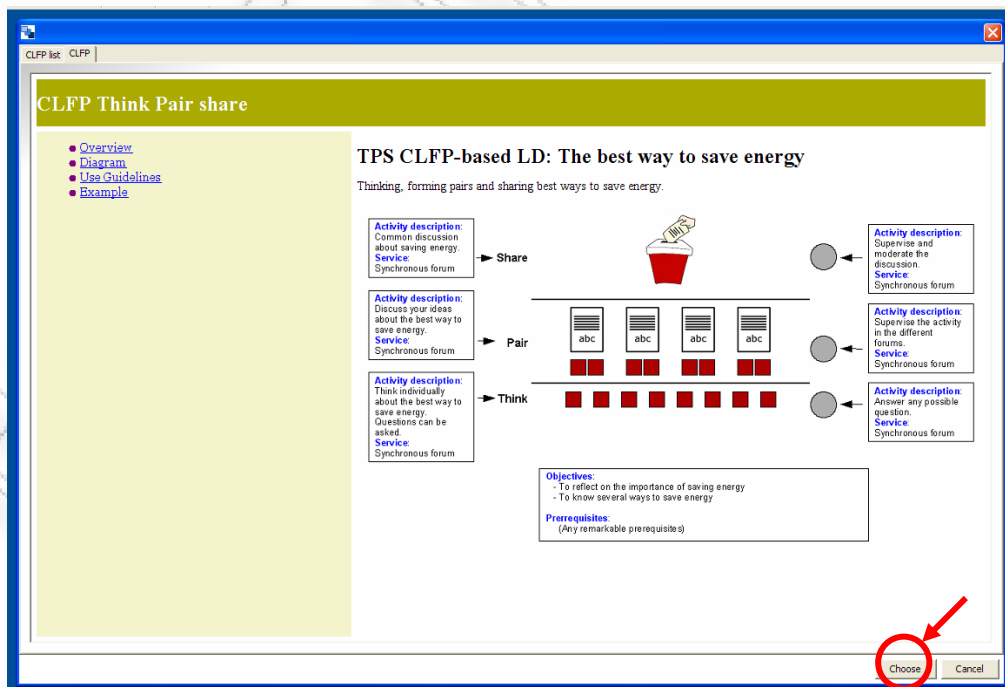 CLFP list CLFP
CLFP Think Pair share
Overview
Diagram
Use Guidelines
Example
TPS CLFP-based LD: The best way to save energy
Thinking, forming pairs and sharing best ways to save energy.
Activity description:
Common discussion
about saving energy.
Service:
Synchronous forum
Share
Activity description:
Supervise and
moderate the
discussion.
Service:
Synchronous forum
Activity description:
Discuss your ideas
about the best way to
save energy.
Service:
Synchronous forum
Pair
abc abc abc abc
Activity description:
Supervise the activity
in the different
forums.
Service:
Synchronous forum
Activity description:
Think individually
about the best way to
save energy.
Questions can be
asked.
Service:
Synchronous forum
Think
Activity description:
Answer any possible
question.
Service:
Synchronous forum
Objectives:
- To reflect on the importance of saving energy
- To know several ways to save energy
Prerrequisites:
(Any remarkable prerequisites)
Choose Cancel